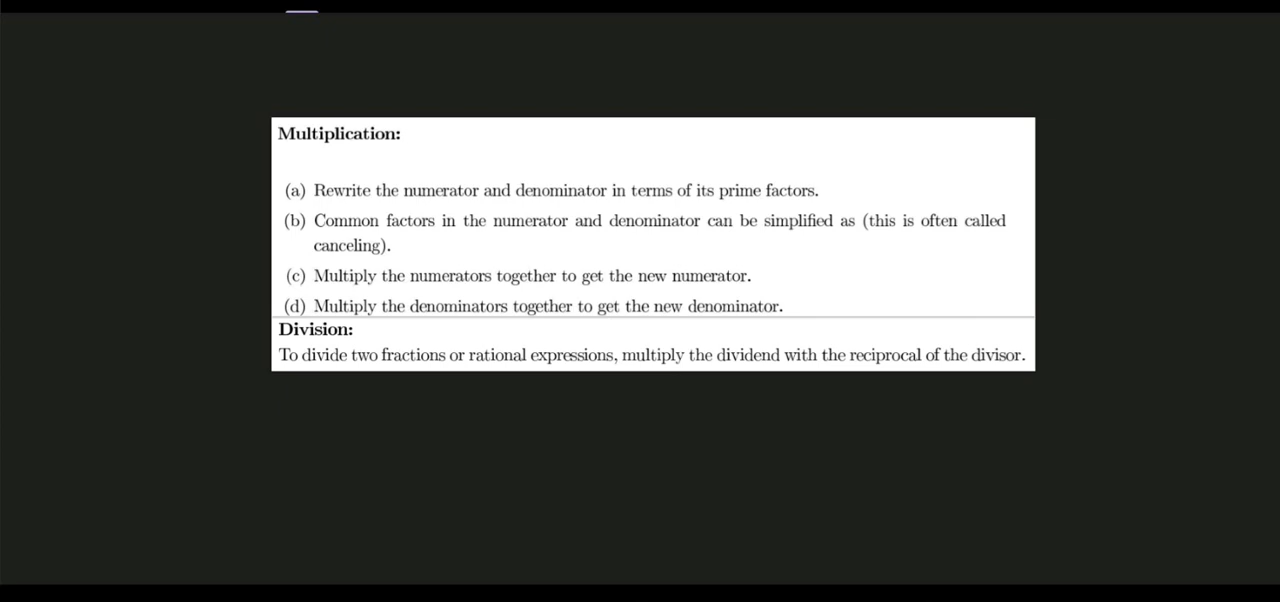 Multiplication:
(a) Rewrite the numerator and denominator in terms of its prime factors.
(b) Common factors in the numerator and denominator can be simplified as (this is often called
canceling).
(c) Multiply the numerators together to get the new numerator.
(d) Multiply the denominators together to get the new denominator.
Division:
To divide two fractions or rational expressions, multiply the dividend with the reciprocal of the divisor.